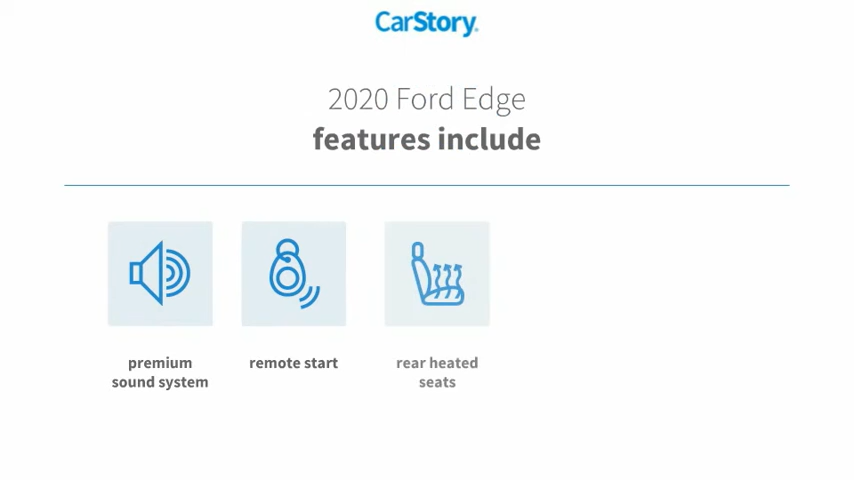 CarStory
2020 Ford Edge
features include
premium
sound system
remote start
rear heated
seats